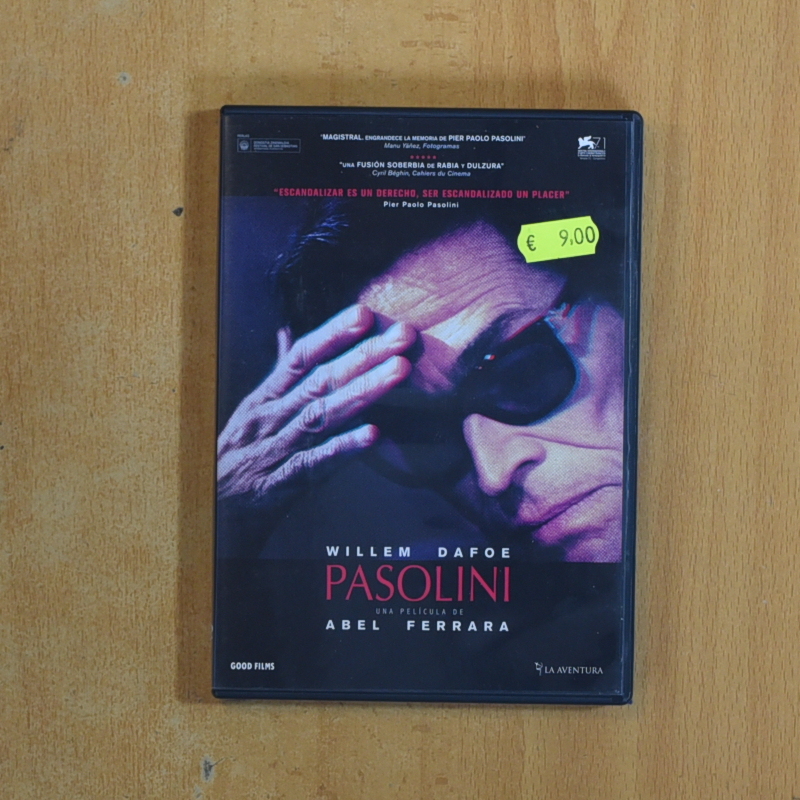 "MAGISTRAL. ENGRANDECE LA MEMORIA DE PIER PAOLO PASOLINI"
Manu Yáñez, Fotogramas
"UNA FUSIÓN SOBERBIA DE RABIA Y DULZURA"
Cyril Béghin, Cahiers du Cinema
71
"ESCANDALIZAR ES UN DERECHO, SER ESCANDALIZADO UN PLACER"
Pier Paolo Pasolini
€ 9,00
WILLEM DAFOE
PASOLINI
UNA PELÍCULA DE
ABEL FERRARA
GOOD FILMS
LA AVENTURA